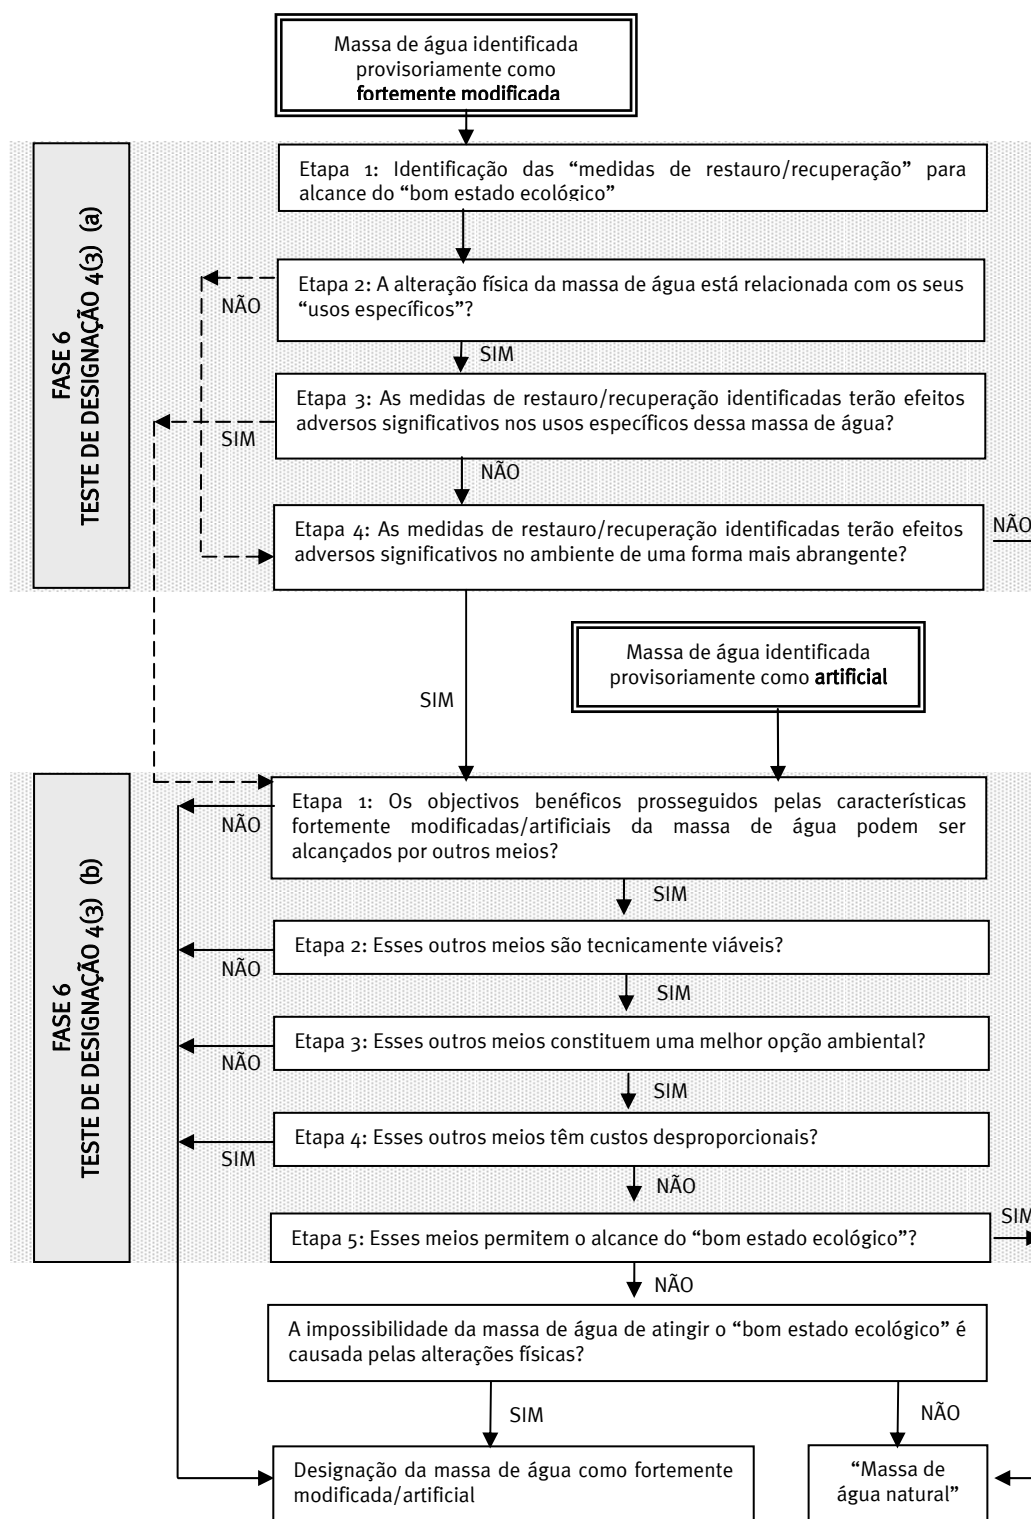 Massa de água identificada
provisoriamente como
fortemente modificada
FASE 6
TESTE DE DESIGNAÇÃO 4(3) (a)
Etapa 1: Identificação das “medidas de restauro/recuperação” para
alcance do “bom estado ecológico”
Etapa 2: A alteração física da massa de água está relacionada com os seus
“usos específicos”?
NÃO
SIM
Etapa 3: As medidas de restauro/recuperação identificadas terão efeitos
adversos significativos nos usos específicos dessa massa de água?
SIM
NÃO
Etapa 4: As medidas de restauro/recuperação identificadas terão efeitos
adversos significativos no ambiente de uma forma mais abrangente?
NÃO
SIM
Massa de água identificada
provisoriamente como artificial
FASE 6
TESTE DE DESIGNAÇÃO 4(3) (b)
Etapa 1: Os objectivos benéficos prosseguidos pelas características
fortemente modificadas/artificiais da massa de água podem ser
alcançados por outros meios?
NÃO
SIM
Etapa 2: Esses outros meios são tecnicamente viáveis?
NÃO
SIM
Etapa 3: Esses outros meios constituem uma melhor opção ambiental?
NÃO
SIM
Etapa 4: Esses outros meios têm custos desproporcionais?
SIM
NÃO
Etapa 5: Esses meios permitem o alcance do “bom estado ecológico”?
SIM
NÃO
A impossibilidade da massa de água de atingir o “bom estado ecológico” é
causada pelas alterações físicas?
SIM
NÃO
Designação da massa de água como fortemente
modificada/artificial
“Massa de
água natural”